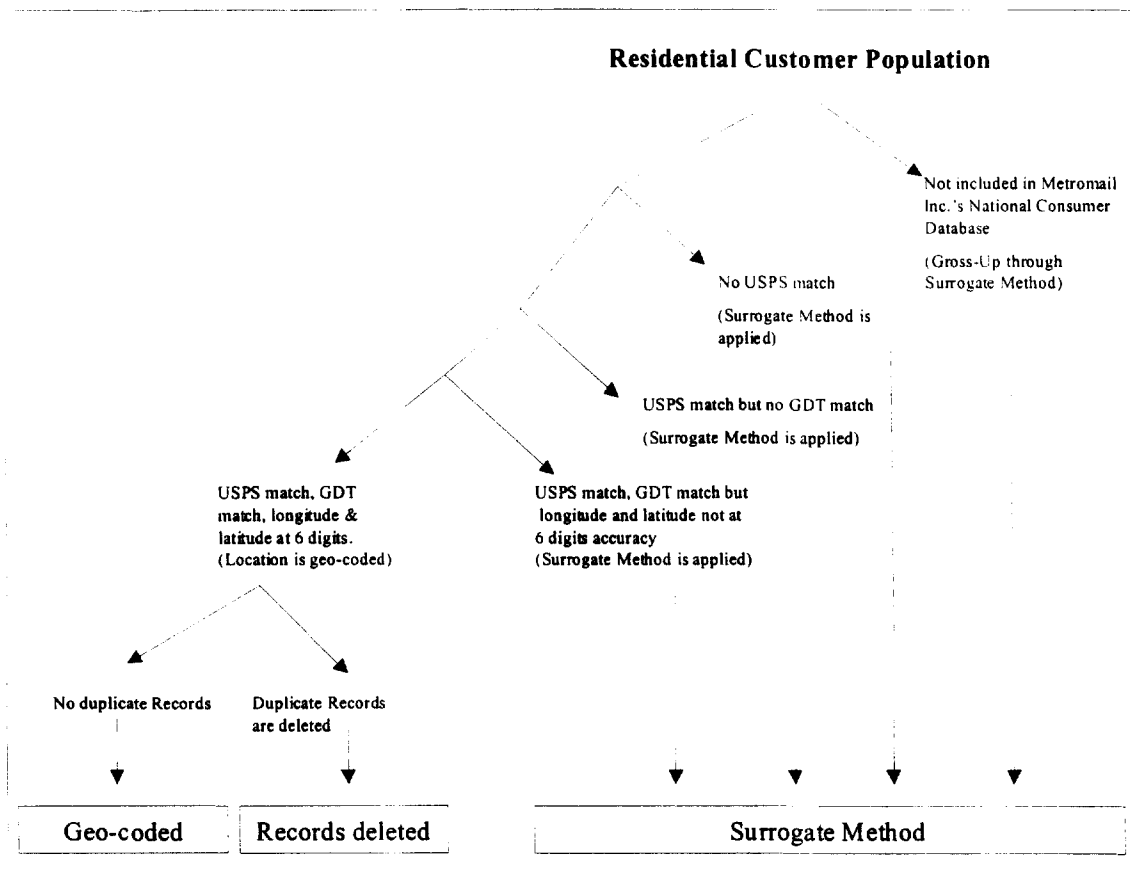 Residential Customer Population
Not included in Metromail
Inc.'s National Consumer
Database
(Gross-Up through
Surrogate Method)
No USPS match
(Surrogate Method is
applied)
USPS match but no GDT match
(Surrogate Method is applied)
USPS match, GDT
match, longitude &
latitude at 6 digits.
(Location is geo-coded)
USPS match, GDT match but
longitude and latitude not at
6 digits accuracy
(Surrogate Method is applied)
No duplicate Records
Duplicate Records
are deleted
Geo-coded
Records deleted
Surrogate Method